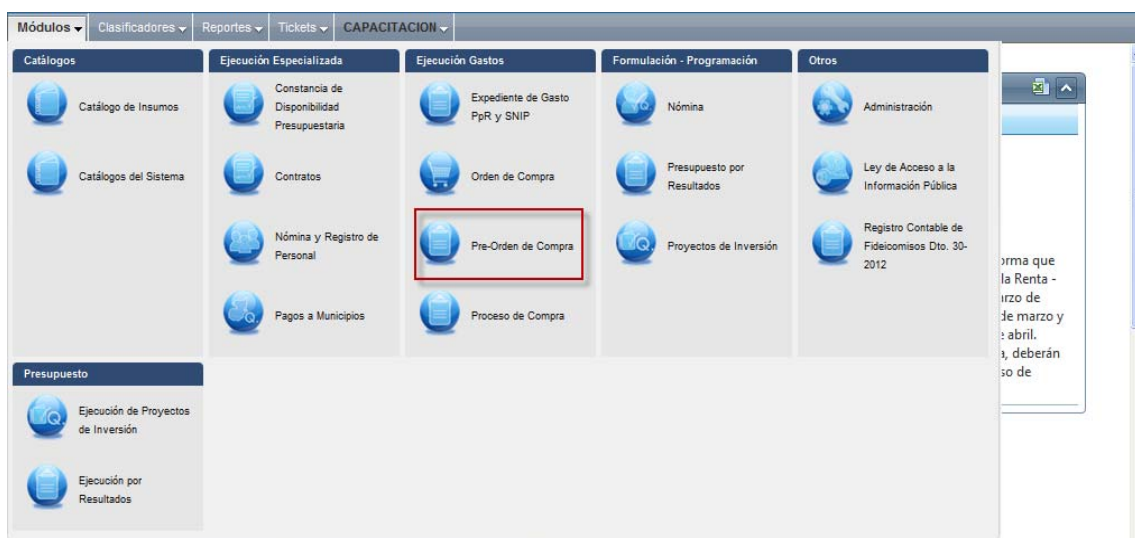 Módulos Clasificadores Reportes Tickets CAPACITACION
Catálogos
Catálogo de Insumos
Catálogos del Sistema
Ejecución Especializada
Constancia de
Disponibilidad
Presupuestaria
Contratos
Nómina y Registro de
Personal
Pagos a Municipios
Ejecución Gastos
Expediente de Gasto
PpR y SNIP
Orden de Compra
Pre-Orden de Compra
Proceso de Compra
Formulación - Programación
Nómina
Presupuesto por
Resultados
Proyectos de Inversión
Otros
Administración
Ley de Acceso a la
Información Pública
Registro Contable de
Fideicomisos Dto. 30-
2012
Presupuesto
Ejecución de Proyectos
de Inversión
Ejecución por
Resultados
orma que
la Renta -
arzo de
de marzo y
abril.
deberán
so de